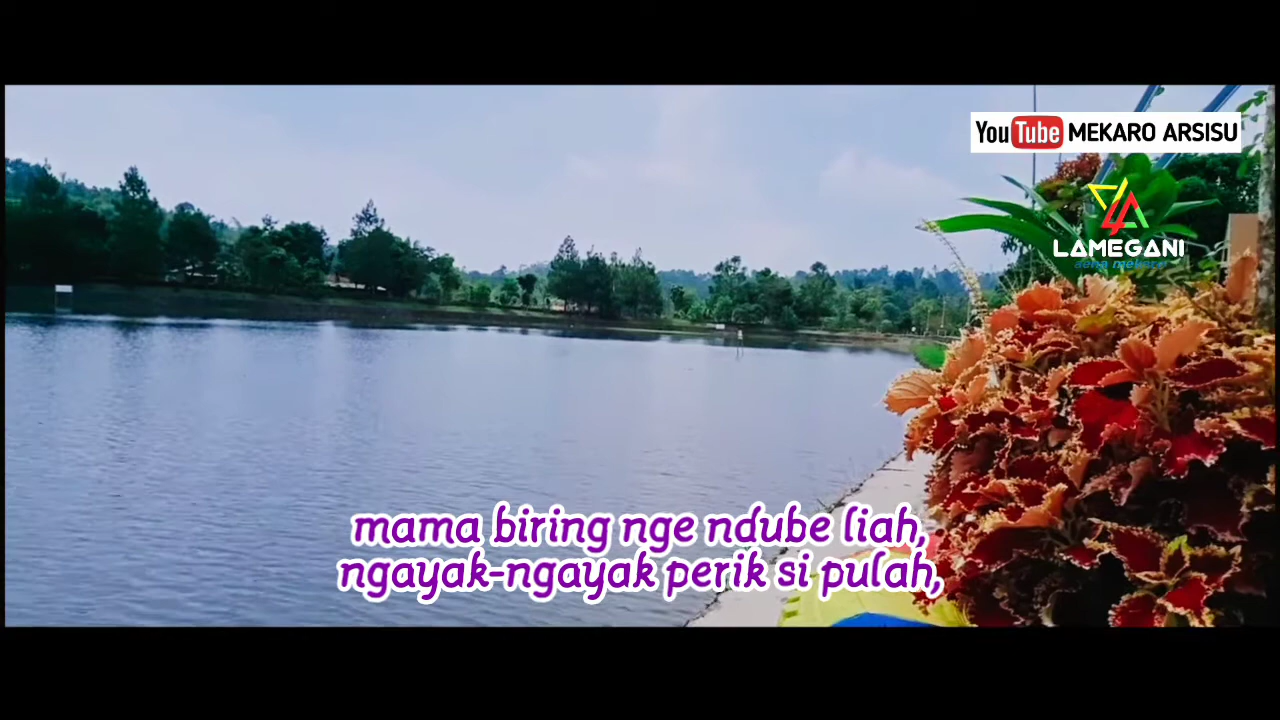 YouTube MEKARO ARSISU
LAMEGANI
mama biring nge ndube liah,
ngayak-ngayak perik si pulah,